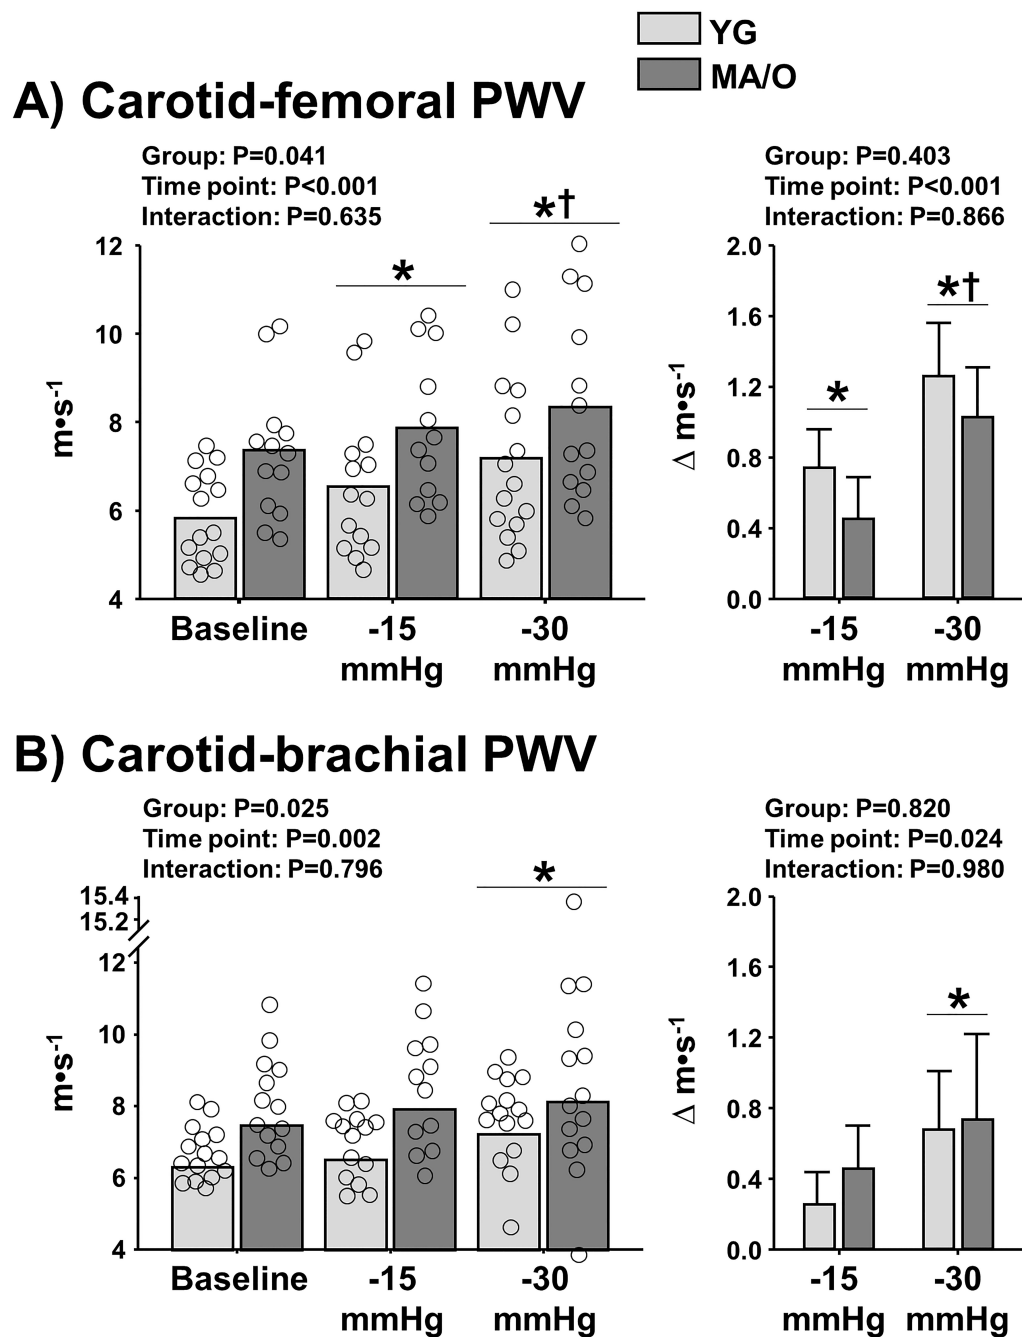 YG
MA/O
A) Carotid-femoral PWV
Group: P=0.041
Time point: P<0.001
Interaction: P=0.635
Group: P=0.403
Time point: P<0.001
Interaction: P=0.866
*†
*
12
10
8
6
4
m•s-1
Baseline
-15
mmHg
-30
mmHg
*†
*
2.0
1.6
1.2
0.8
0.4
0.0
Δ m•s-1
-15
mmHg
-30
mmHg
B) Carotid-brachial PWV
Group: P=0.025
Time point: P=0.002
Interaction: P=0.796
Group: P=0.820
Time point: P=0.024
Interaction: P=0.980
*
15.4
15.2
12
10
8
6
4
m•s-1
Baseline
-15
mmHg
-30
mmHg
*
2.0
1.6
1.2
0.8
0.4
0.0
Δ m•s-1
-15
mmHg
-30
mmHg